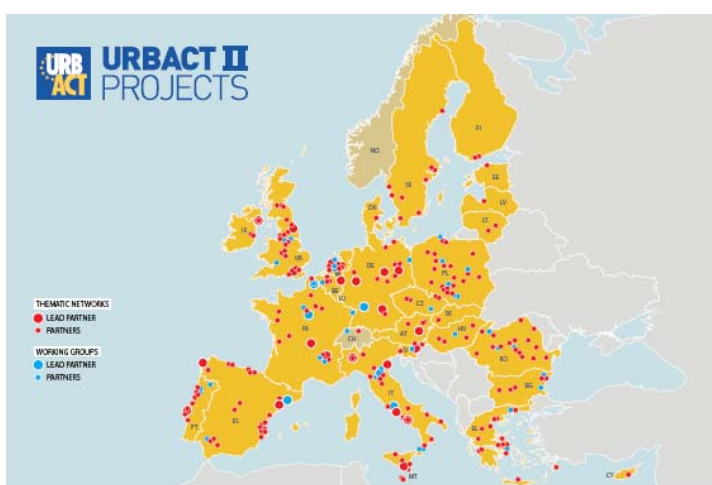 URB
ACT
URBACT II
PROJECTS
NO
FI
SE
EE
LV
LT
DK
IE
UK
DE
PL
BE
LU
CZ
SK
FR
CH
AT
HU
RO
SI
IT
BG
PT
ES
EL
MT
CY
THEMATIC NETWORKS
LEAD PARTNER
PARTNERS
WORKING GROUPS
LEAD PARTNER
PARTNERS